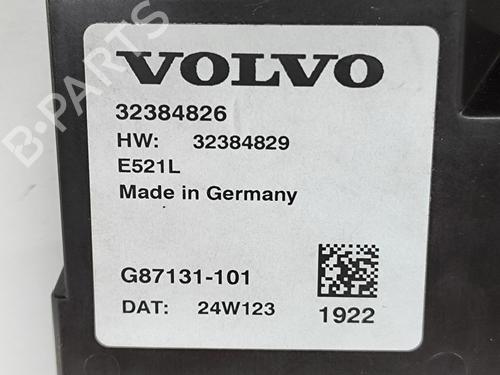 VOLVO
32384826
HW: 32384829
E521L
Made in Germany
G87131-101
DAT: 24W123
1922
B-PARTS